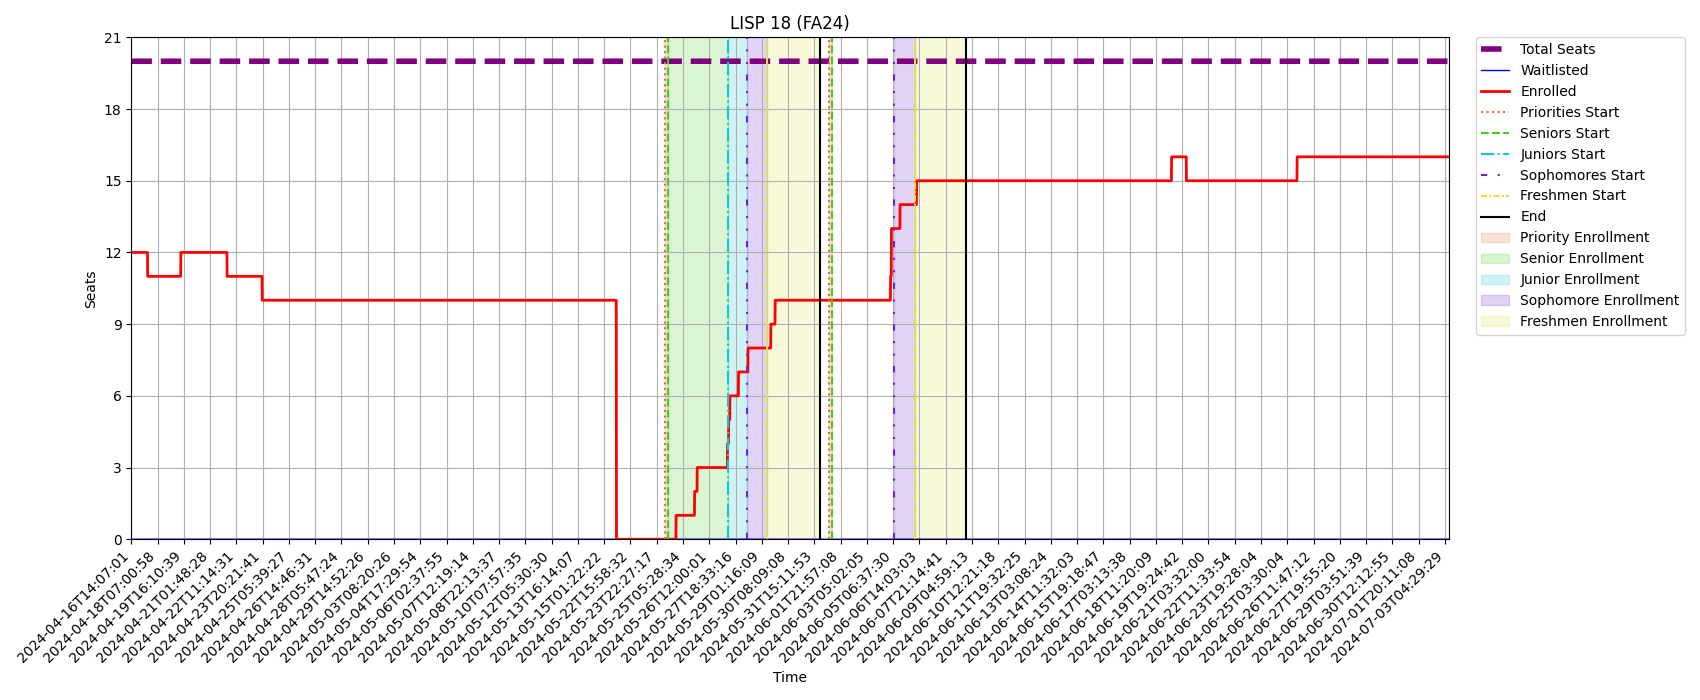 LISP 18 (FA24)
21
18
15
12
9
6
3
0
Seats
2024-04-16T14:07:01
2024-04-18T07:00:58
2024-04-19T16:10:39
2024-04-21T01:48:28
2024-04-22T11:14:31
2024-04-23T20:21:41
2024-04-25T05:39:27
2024-04-26T14:46:31
2024-04-28T05:47:24
2024-04-29T14:52:26
2024-05-03T08:20:26
2024-05-04T17:29:54
2024-05-06T02:37:55
2024-05-07T12:19:14
2024-05-08T22:13:37
2024-05-10T07:57:35
2024-05-12T05:30:30
2024-05-13T16:14:07
2024-05-15T01:22:22
2024-05-22T15:58:32
2024-05-23T22:27:17
2024-05-25T05:28:34
2024-05-26T12:00:01
2024-05-27T18:33:16
2024-05-29T01:16:09
2024-05-30T08:09:08
2024-05-31T15:11:53
2024-06-01T21:57:08
2024-06-03T05:02:05
2024-06-05T06:37:30
2024-06-06T14:03:03
2024-06-07T21:14:41
2024-06-09T04:59:13
2024-06-10T12:21:18
2024-06-11T19:32:25
2024-06-13T03:08:24
2024-06-14T11:32:03
2024-06-15T19:18:47
2024-06-17T03:13:38
2024-06-18T11:20:09
2024-06-19T19:24:42
2024-06-21T03:32:00
2024-06-22T11:33:54
2024-06-23T19:28:04
2024-06-25T03:30:04
2024-06-26T11:47:12
2024-06-27T19:55:20
2024-06-29T03:51:39
2024-06-30T12:12:55
2024-07-01T20:11:08
2024-07-03T04:29:29
Time
Total Seats
Waitlisted
Enrolled
Priorities Start
Seniors Start
Juniors Start
Sophomores Start
Freshmen Start
End
Priority Enrollment
Senior Enrollment
Junior Enrollment
Sophomore Enrollment
Freshmen Enrollment